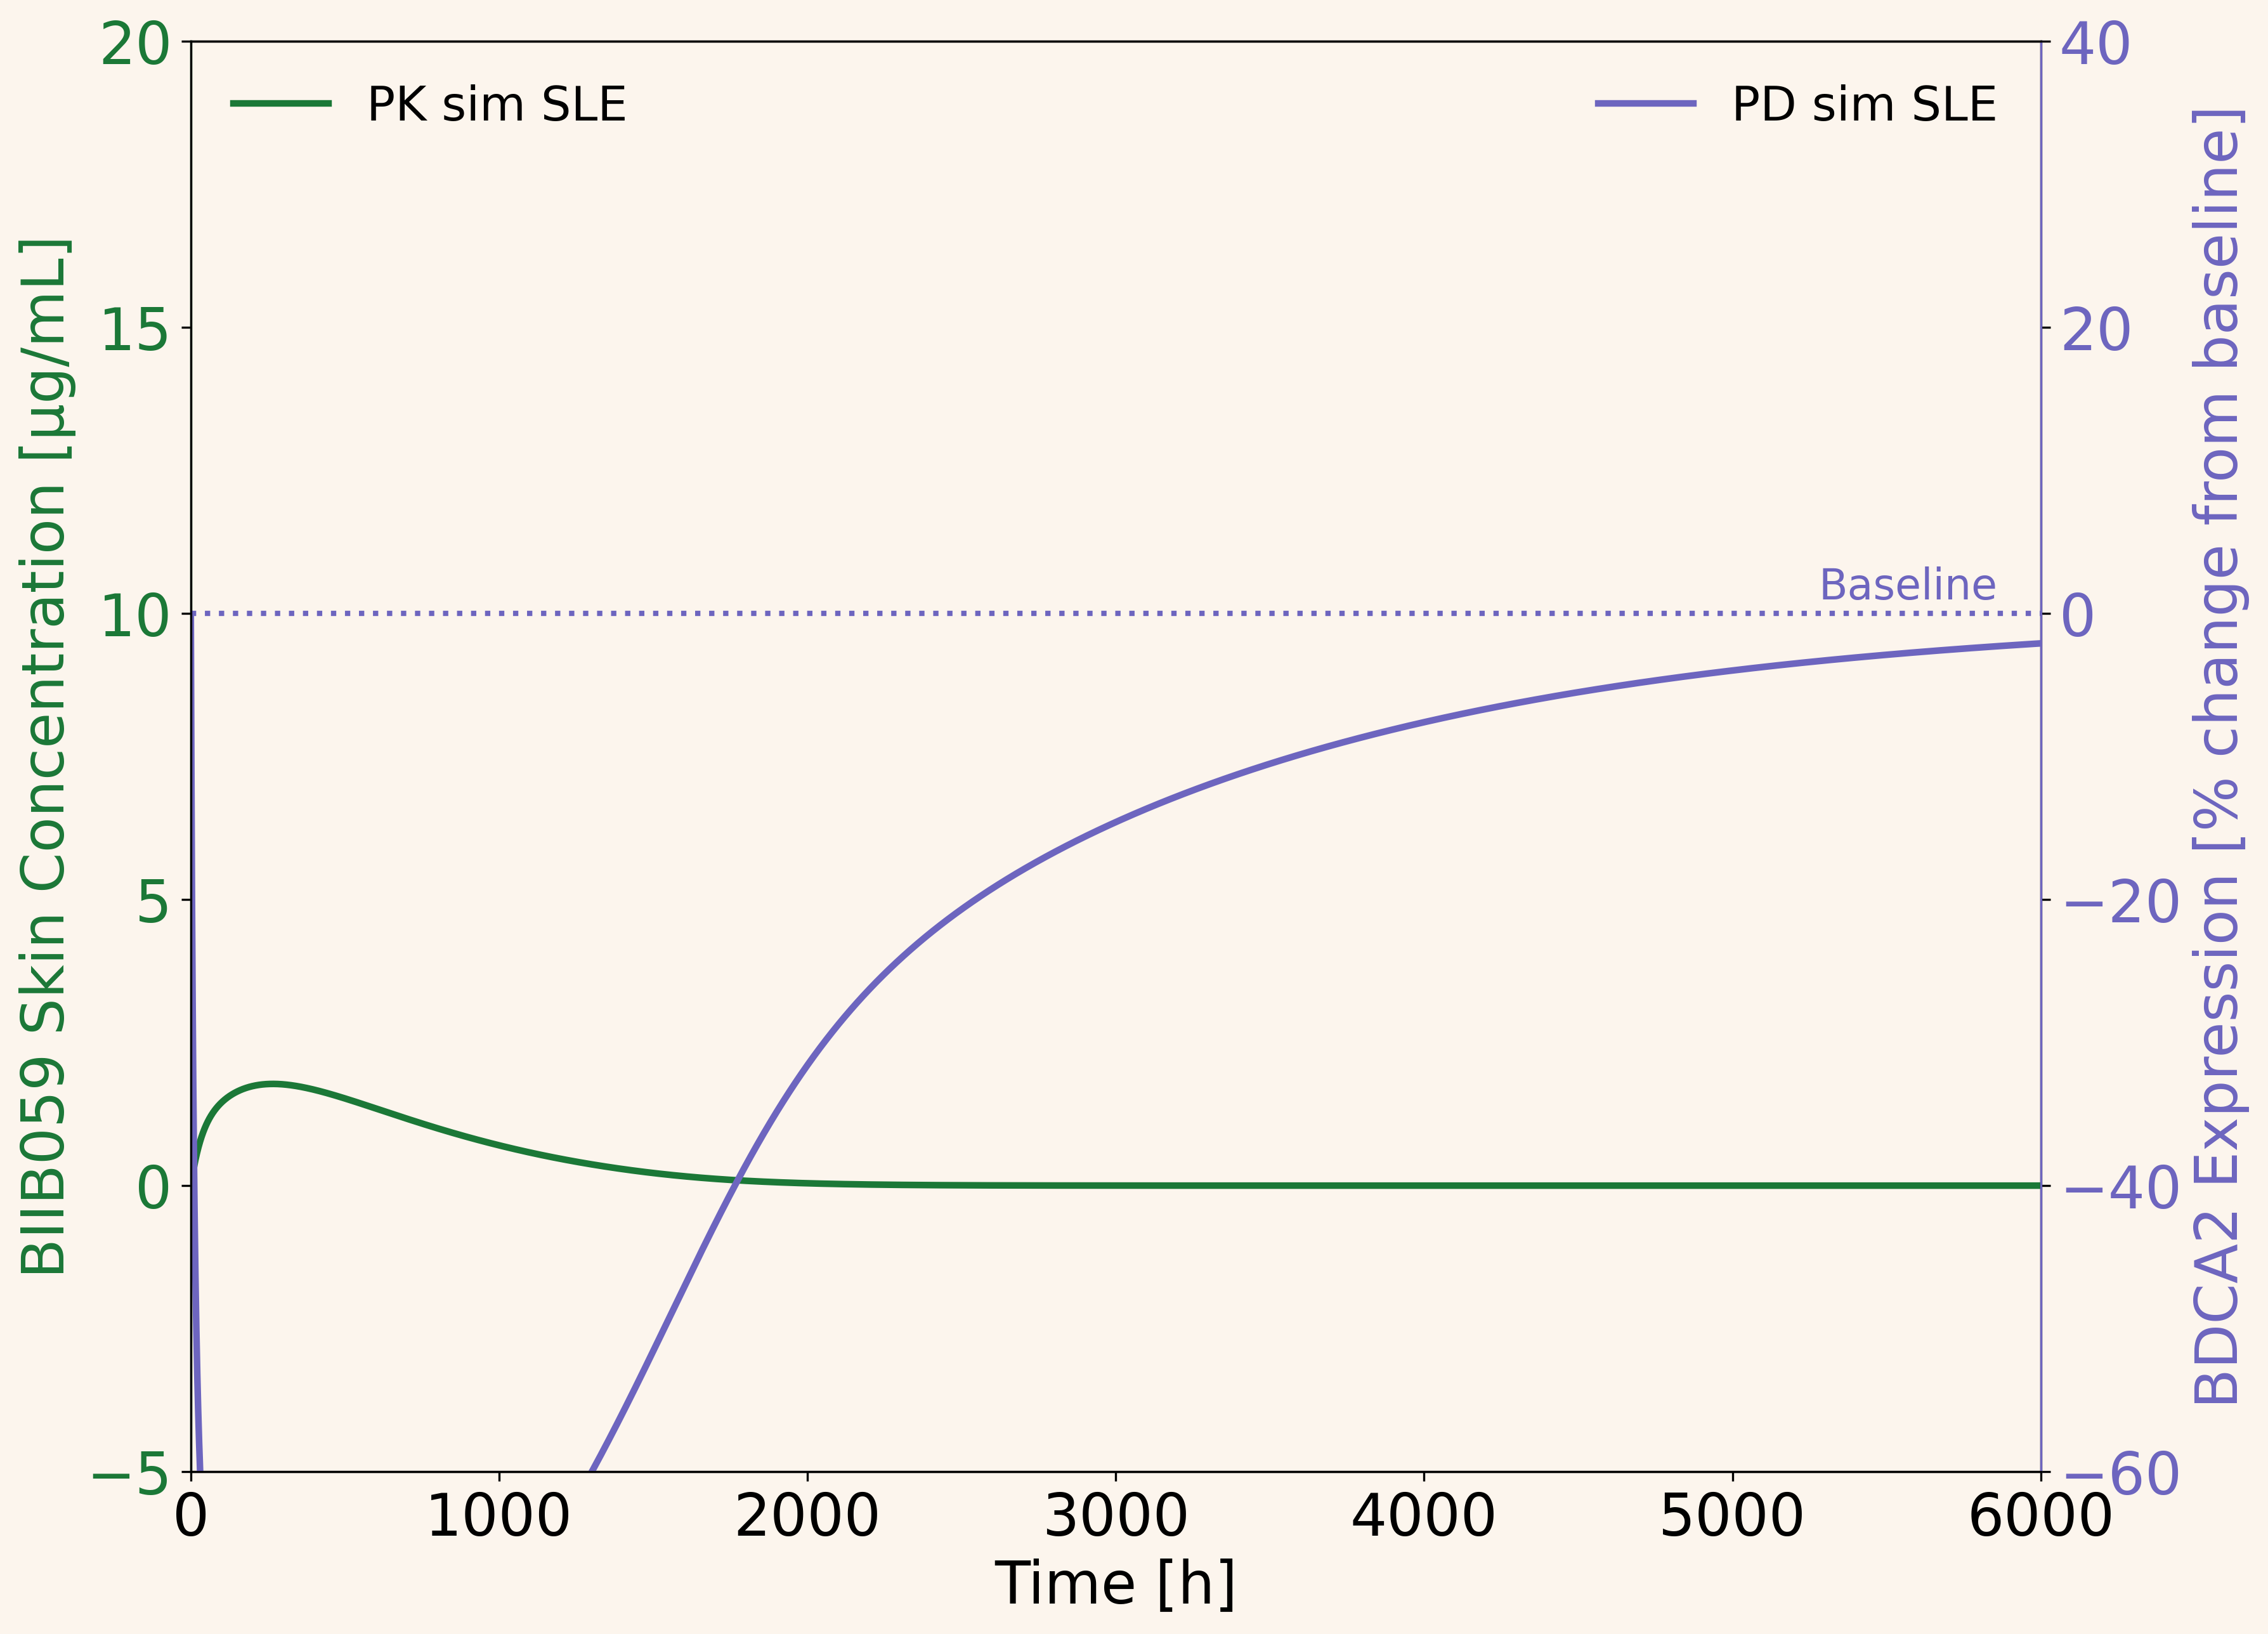 PK sim SLE
PD sim SLE
Baseline
BIIB059 Skin Concentration [µg/mL]
20
15
10
5
0
−5
BDCA2 Expression [% change from baseline]
40
20
0
−20
−40
−60
0 1000 2000 3000 4000 5000 6000
Time [h]